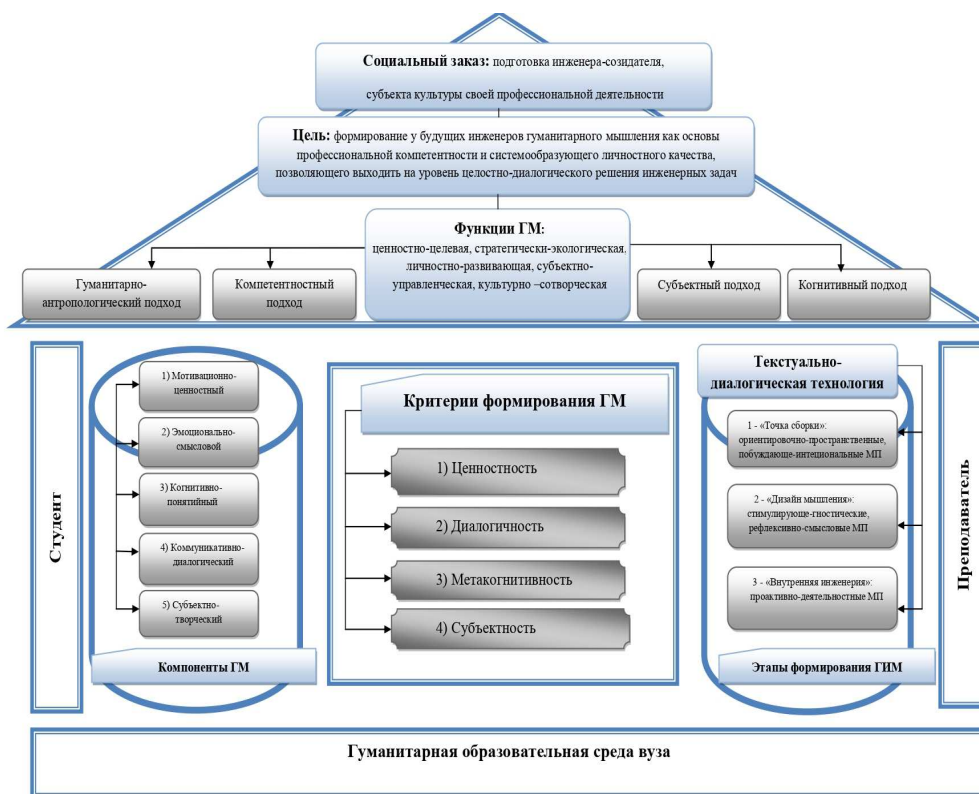 Социальный заказ: подготовка инженера-созидателя,
субъекта культуры своей профессиональной деятельности
Цель: формирование у будущих инженеров гуманитарного мышления как основы
профессиональной компетентности и системообразующего личностного качества,
позволяющего выходить на уровень целостно-диалогического решения инженерных задач
Функции ГМ:
ценностно-целевая, стратегически-экологическая,
личностно-развивающая, субъектно-
управленческая, культурно –сотворческая
Гуманитарно-
антропологический подход
Компетентностный
подход
Субъектный подход
Когнитивный подход
Студент
1) Мотивационно-
ценностный
2) Эмоционально-
смысловой
3) Когнитивно-
понятийный
4) Коммуникативно-
диалогический
5) Субъектно-
творческий
Компоненты ГМ
Критерии формирования ГМ
1) Ценностность
2) Диалогичность
3) Метакогнитивность
4) Субъектность
Текстуально-
диалогическая технология
1 - «Точка сборки»:
ориентировочно-пространственные,
побуждающе-интециональные МП
2 - «Дизайн мышления»:
стимулирующе-гностические,
рефлексивно-смысловые МП
3 - «Внутренняя инженерия»:
проактивно-деятельностные МП
Этапы формирования ГИМ
Преподаватель
Гуманитарная образовательная среда вуза